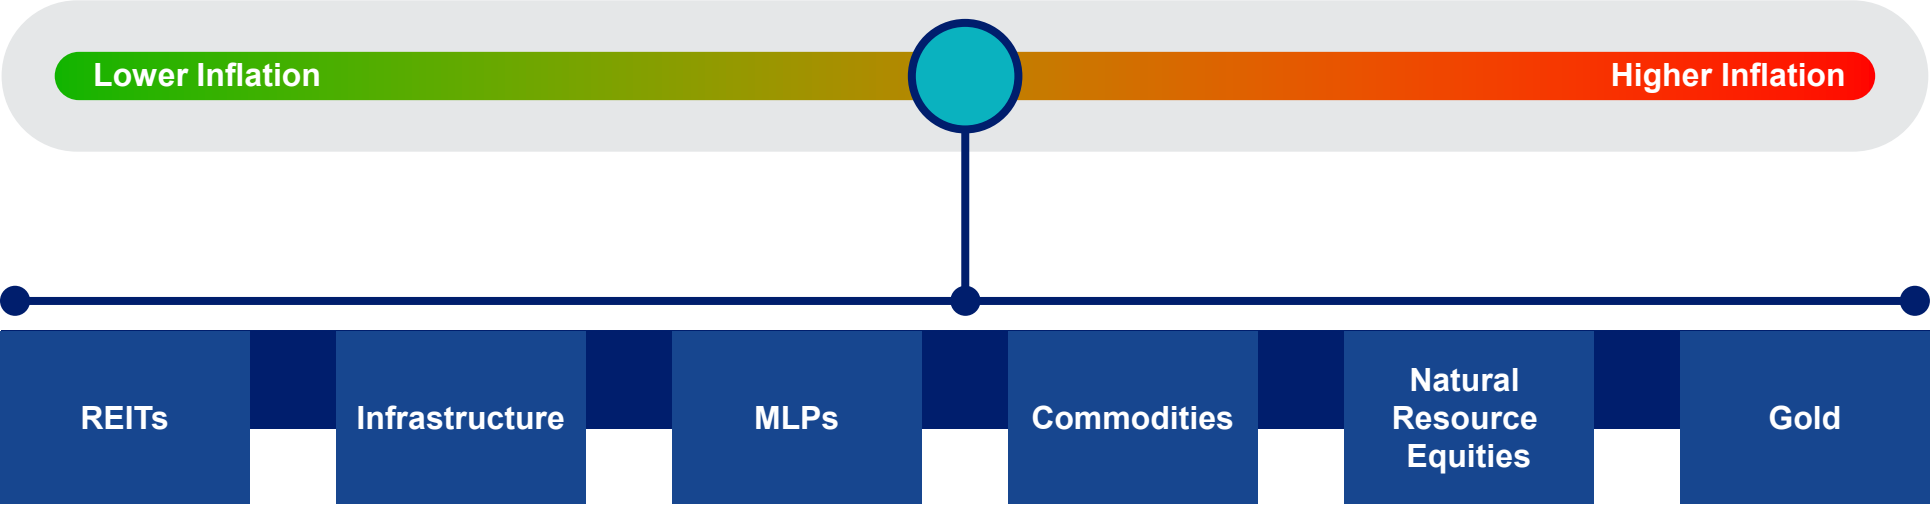 Lower Inflation
Higher Inflation
REITs
Infrastructure
MLPs
Commodities
Natural
Resource
Equities
Gold